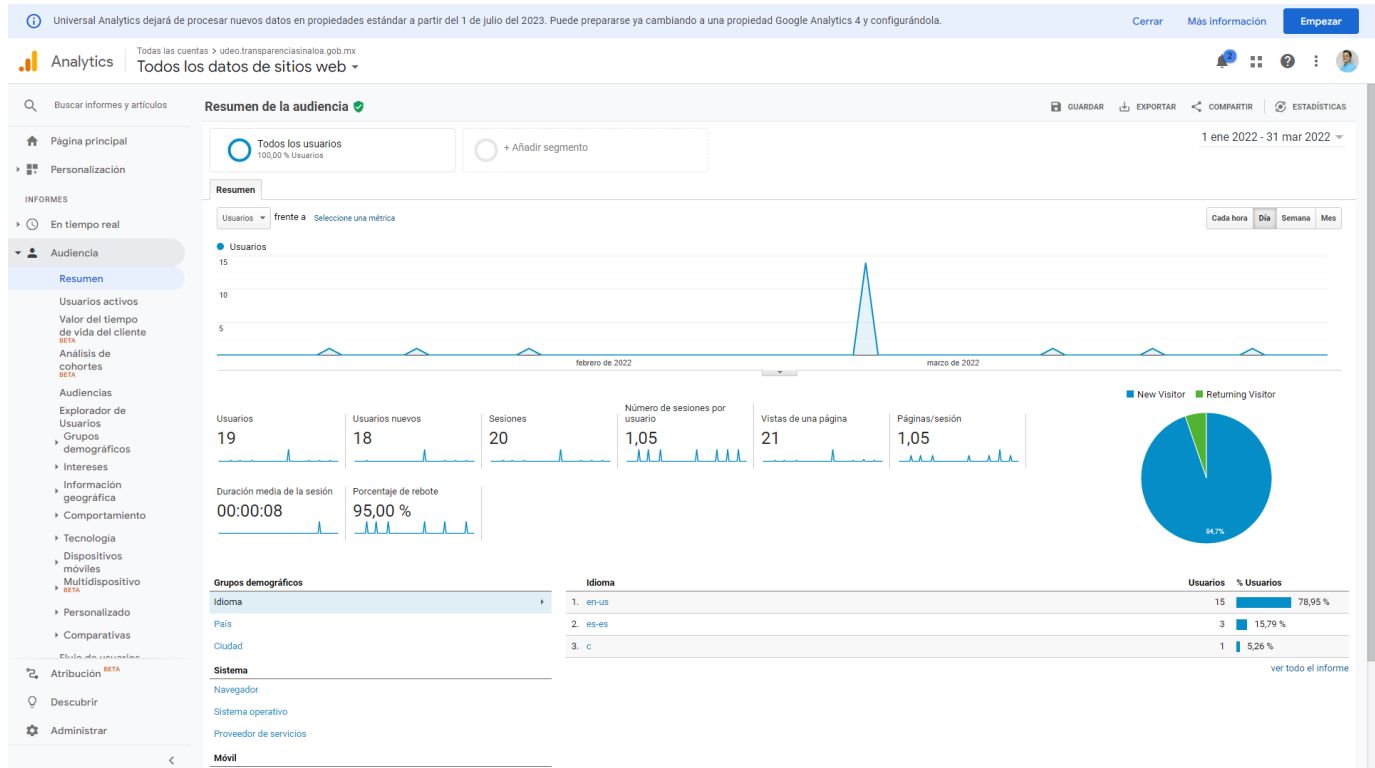 Universal Analytics dejará de procesar nuevos datos en propiedades estándar a partir del 1 de julio del 2023. Puede prepararse ya cambiando a una propiedad Google Analytics 4 y configurándola.
Cerrar
Más información
Empezar
Analytics
Todas las cuentas > udeo.transparenciasinaloa.gob.mx
Todos los datos de sitios web
2
Buscar informes y artículos
Página principal
Personalización
INFORMES
En tiempo real
Audiencia
Resumen
Usuarios activos
Valor del tiempo
de vida del cliente
BETA
Análisis de
cohortes
BETA
Audiencias
Explorador de
Usuarios
Grupos
demográficos
Intereses
Información
geográfica
Comportamiento
Tecnología
Dispositivos
móviles
Multidispositivo
BETA
Personalizado
Comparativas
Flujo de usuarios
Atribución BETA
Descubrir
Administrar
Resumen de la audiencia
GUARDAR
EXPORTAR
COMPARTIR
ESTADÍSTICAS
Todos los usuarios
100,00 % Usuarios
+ Añadir segmento
1 ene 2022 - 31 mar 2022
Resumen
Usuarios
frente a
Seleccione una métrica
Cada hora
Día
Semana
Mes
Usuarios
15
10
5
febrero de 2022
marzo de 2022
New Visitor
Returning Visitor
94,7%
Usuarios
19
Usuarios nuevos
18
Sesiones
20
Número de sesiones por
usuario
1,05
Vistas de una página
21
Páginas/sesión
1,05
Duración media de la sesión
00:00:08
Porcentaje de rebote
95,00 %
Grupos demográficos
Idioma
País
Ciudad
Sistema
Navegador
Sistema operativo
Proveedor de servicios
Móvil
Idioma
Usuarios
% Usuarios
1. en-us
15
78,95 %
2. es-es
3
15,79 %
3. c
1
5,26 %
ver todo el informe